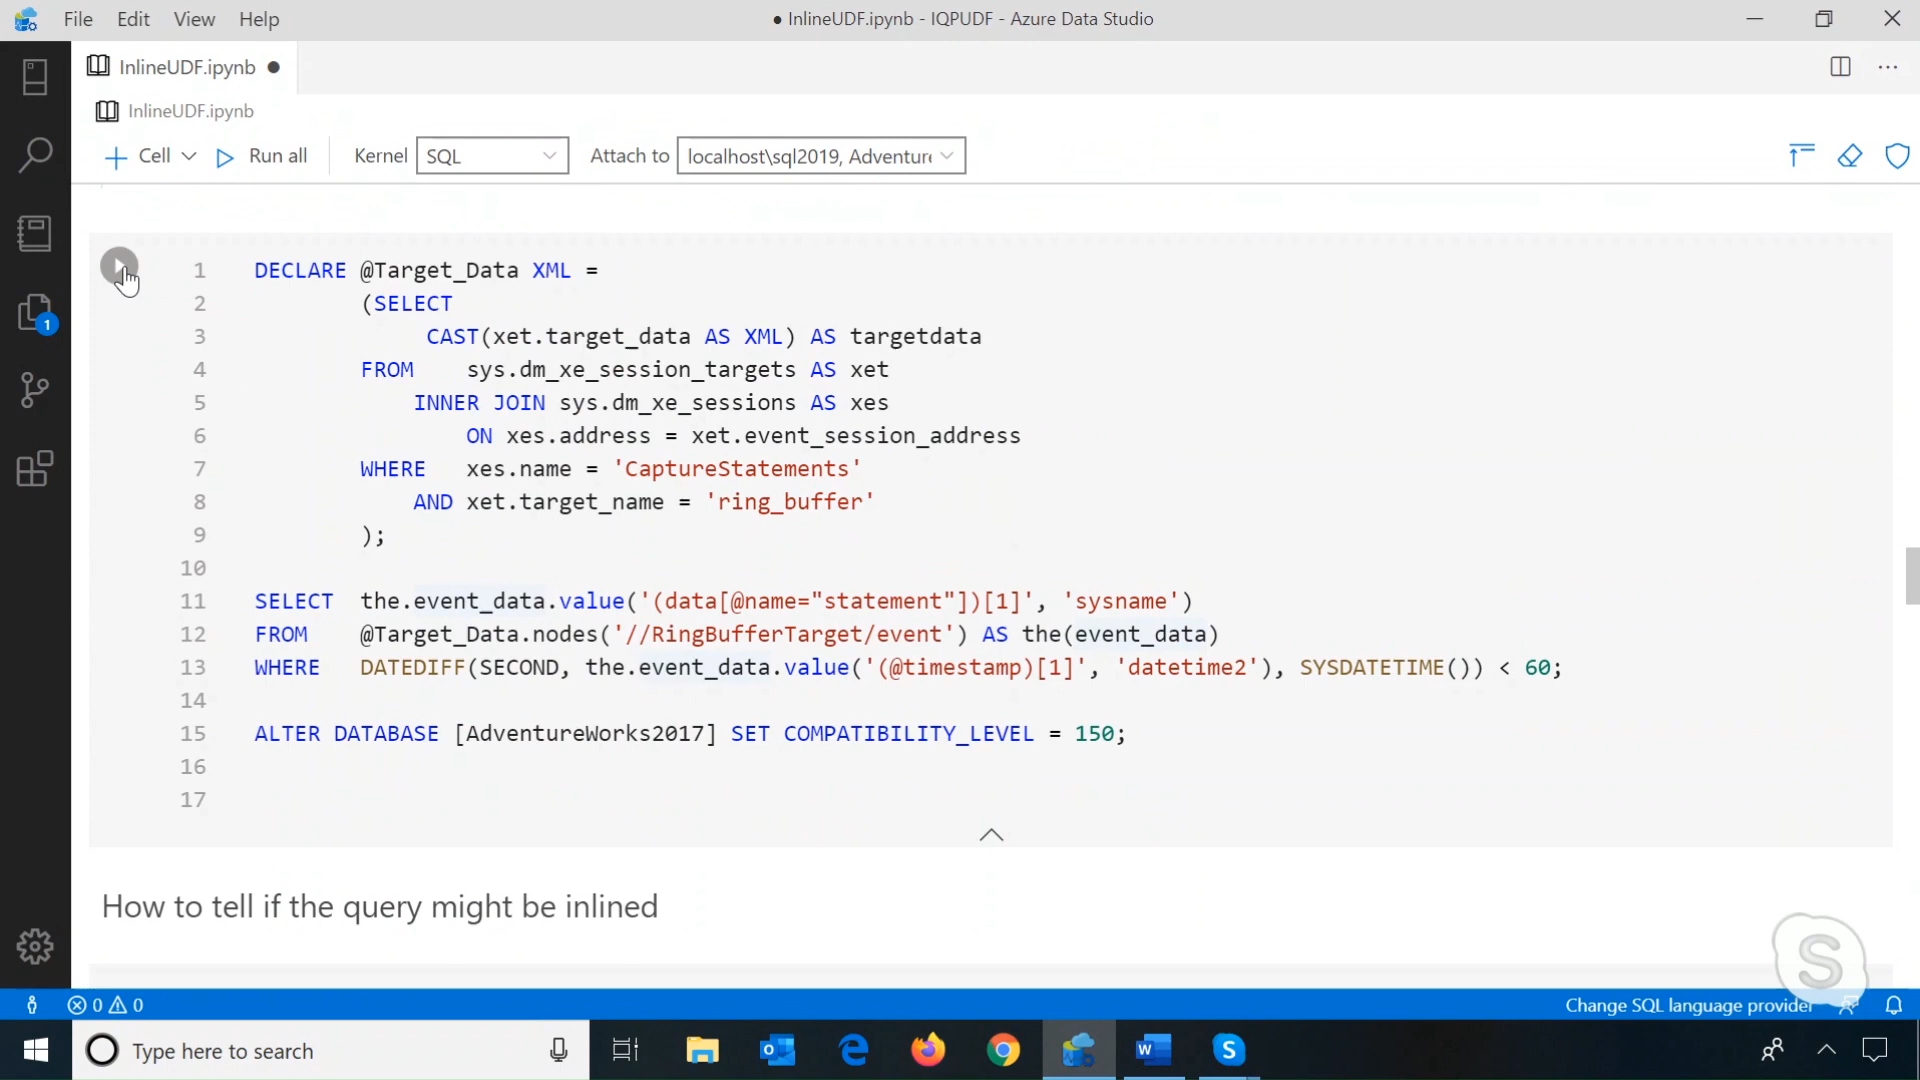 File Edit View Help
● InlineUDF.ipynb - IQPUDF - Azure Data Studio
InlineUDF.ipynb ●
InlineUDF.ipynb
Cell Run all Kernel SQL Attach to localhost\sql2019, Adventur
1 DECLARE @Target_Data XML =
2 (SELECT
3 CAST(xet.target_data AS XML) AS targetdata
4 FROM sys.dm_xe_session_targets AS xet
5 INNER JOIN sys.dm_xe_sessions AS xes
6 ON xes.address = xet.event_session_address
7 WHERE xes.name = 'CaptureStatements'
8 AND xet.target_name = 'ring_buffer'
9 );
10
11 SELECT the.event_data.value('(data[@name="statement"])[1]', 'sysname')
12 FROM @Target_Data.nodes('//RingBufferTarget/event') AS the(event_data)
13 WHERE DATEDIFF(SECOND, the.event_data.value('(@timestamp)[1]', 'datetime2'), SYSDATETIME()) < 60;
14
15 ALTER DATABASE [AdventureWorks2017] SET COMPATIBILITY_LEVEL = 150;
16
17
1
How to tell if the query might be inlined
S
0 0
Change SQL language provider
Type here to search